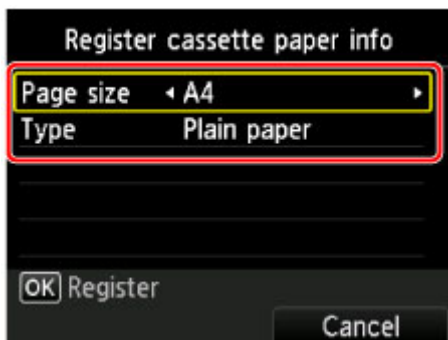 Register cassette paper info
Page size A4
Type Plain paper
OK Register
Cancel